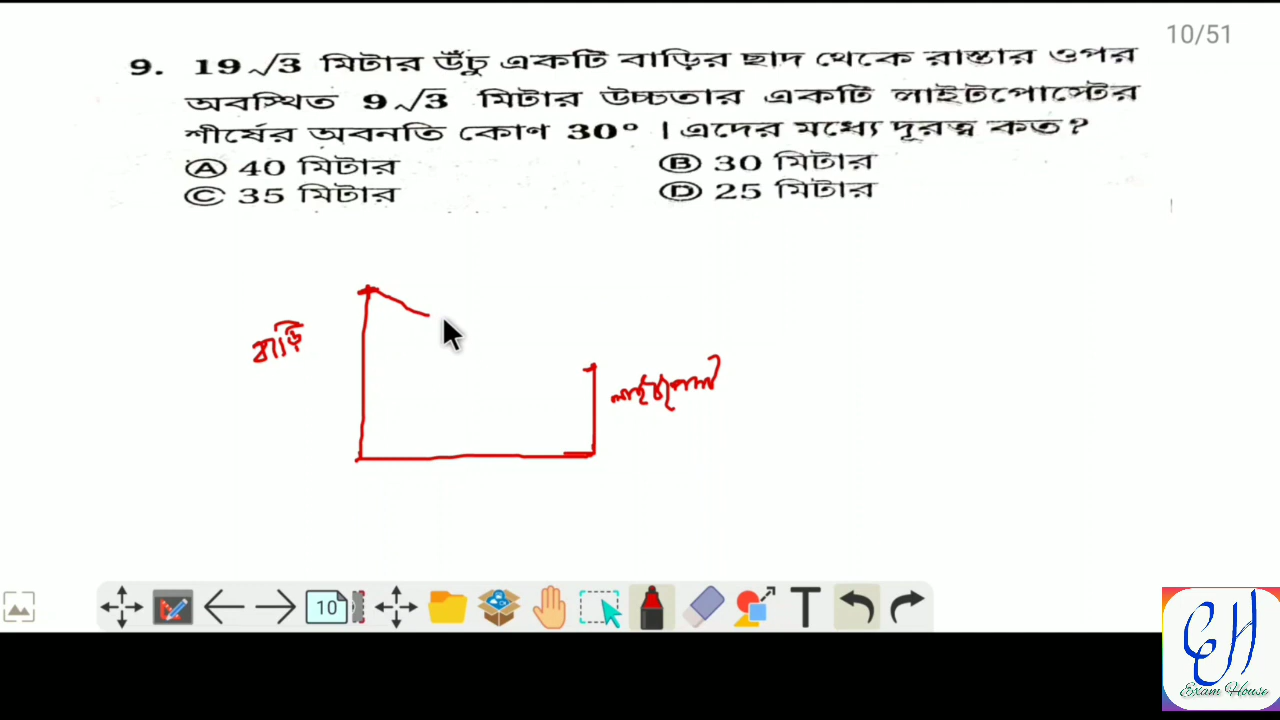 10/51
9. 19√3 মিটার উঁচু একটি বাড়ির ছাদ থেকে রাস্তার ওপর
অবস্থিত 9√3 মিটার উচ্চতার একটি লাইটপোস্টের
শীর্ষের অবনতি কোণ 30° । এদের মধ্যে দূরত্ব কত?
Ⓐ 40 মিটার Ⓑ 30 মিটার
Ⓒ 35 মিটার Ⓓ 25 মিটার
বাড়ি
10
T
EH
Exam House